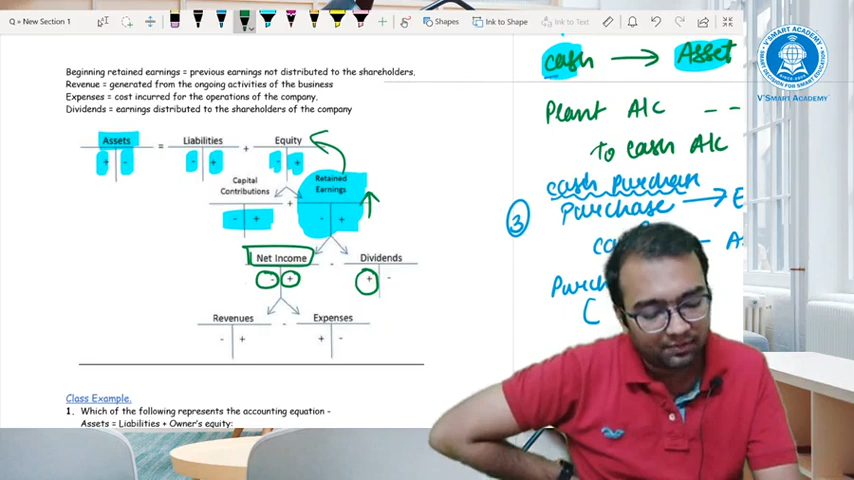 Q » New Section 1
Shapes
Ink to Shape
Ink to Text
V'SMART ACADEMY
V'SMART ACADEMY
Beginning retained earnings = previous earnings not distributed to the shareholders.
Revenue = generated from the ongoing activities of the business
Expenses = cost incurred for the operations of the company.
Dividends = earnings distributed to the shareholders of the company
Assets = Liabilities + Equity
+ - - + - +
Capital Contributions + Retained Earnings
- + - +
Net Income - Dividends
- + + -
Revenues - Expenses
- + + -
Class Example.
1. Which of the following represents the accounting equation -
Assets = Liabilities + Owner's equity:
cash → Asset
Plant A/c - -
to cash A/c
cash purchase
③ Purchase → E